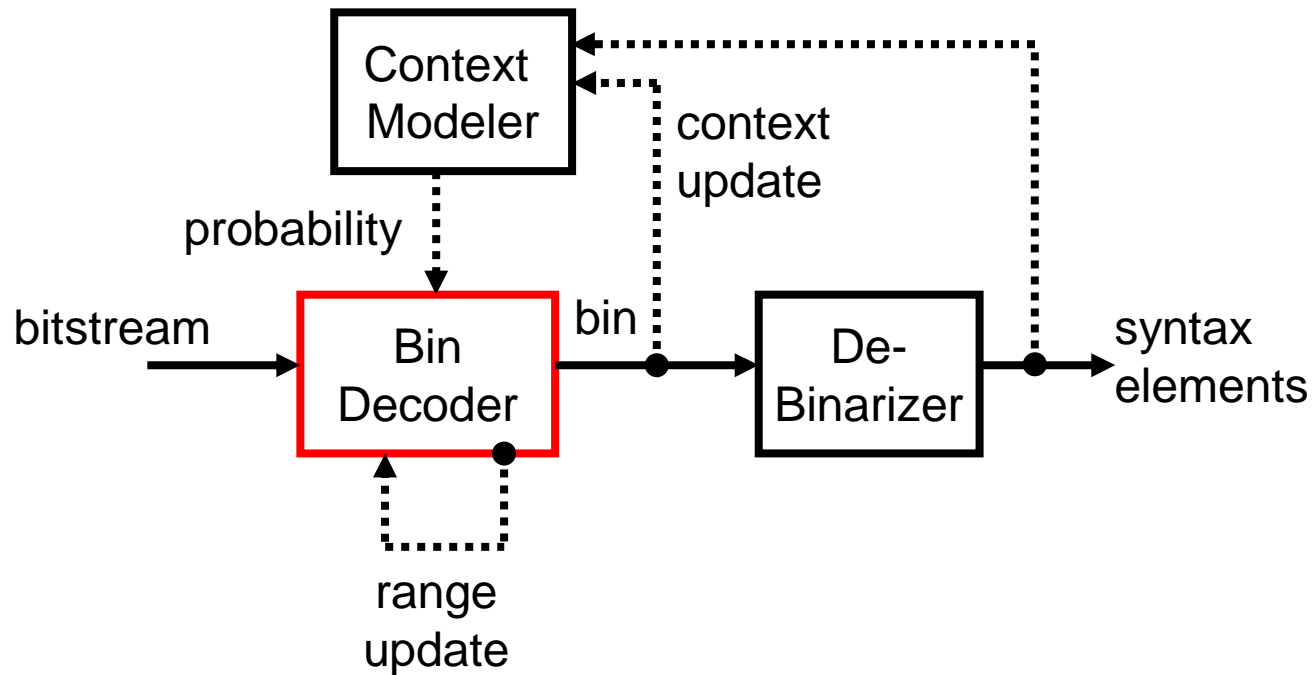 Context
Modeler
context
update
probability
bitstream
Bin
Decoder
bin
De-
Binarizer
syntax
elements
range
update